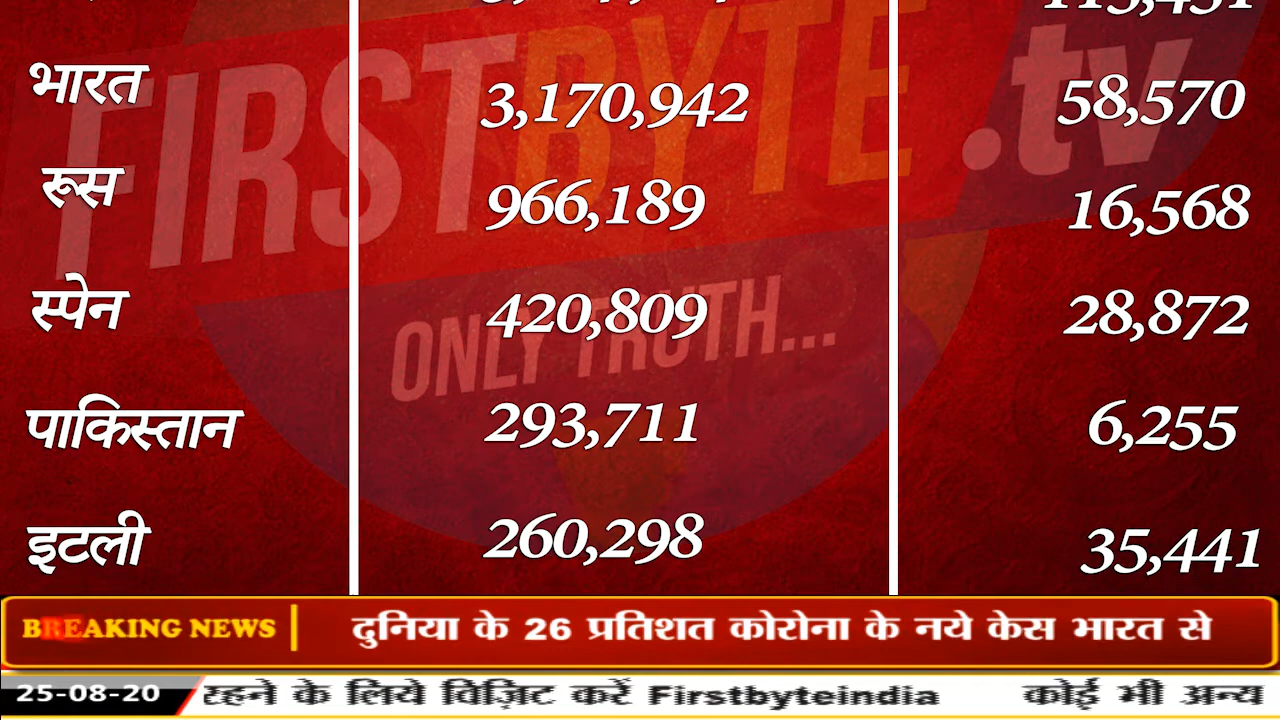 भारत 3,170,942 58,570
रूस 966,189 16,568
स्पेन 420,809 28,872
पाकिस्तान 293,711 6,255
इटली 260,298 35,441
FIRSTBYTE.tv
ONLY TRUTH...
BREAKING NEWS दुनिया के 26 प्रतिशत कोरोना के नये केस भारत से
25-08-20 रहने के लिये विज़िट करें Firstbyteindia कोई भी अन्य